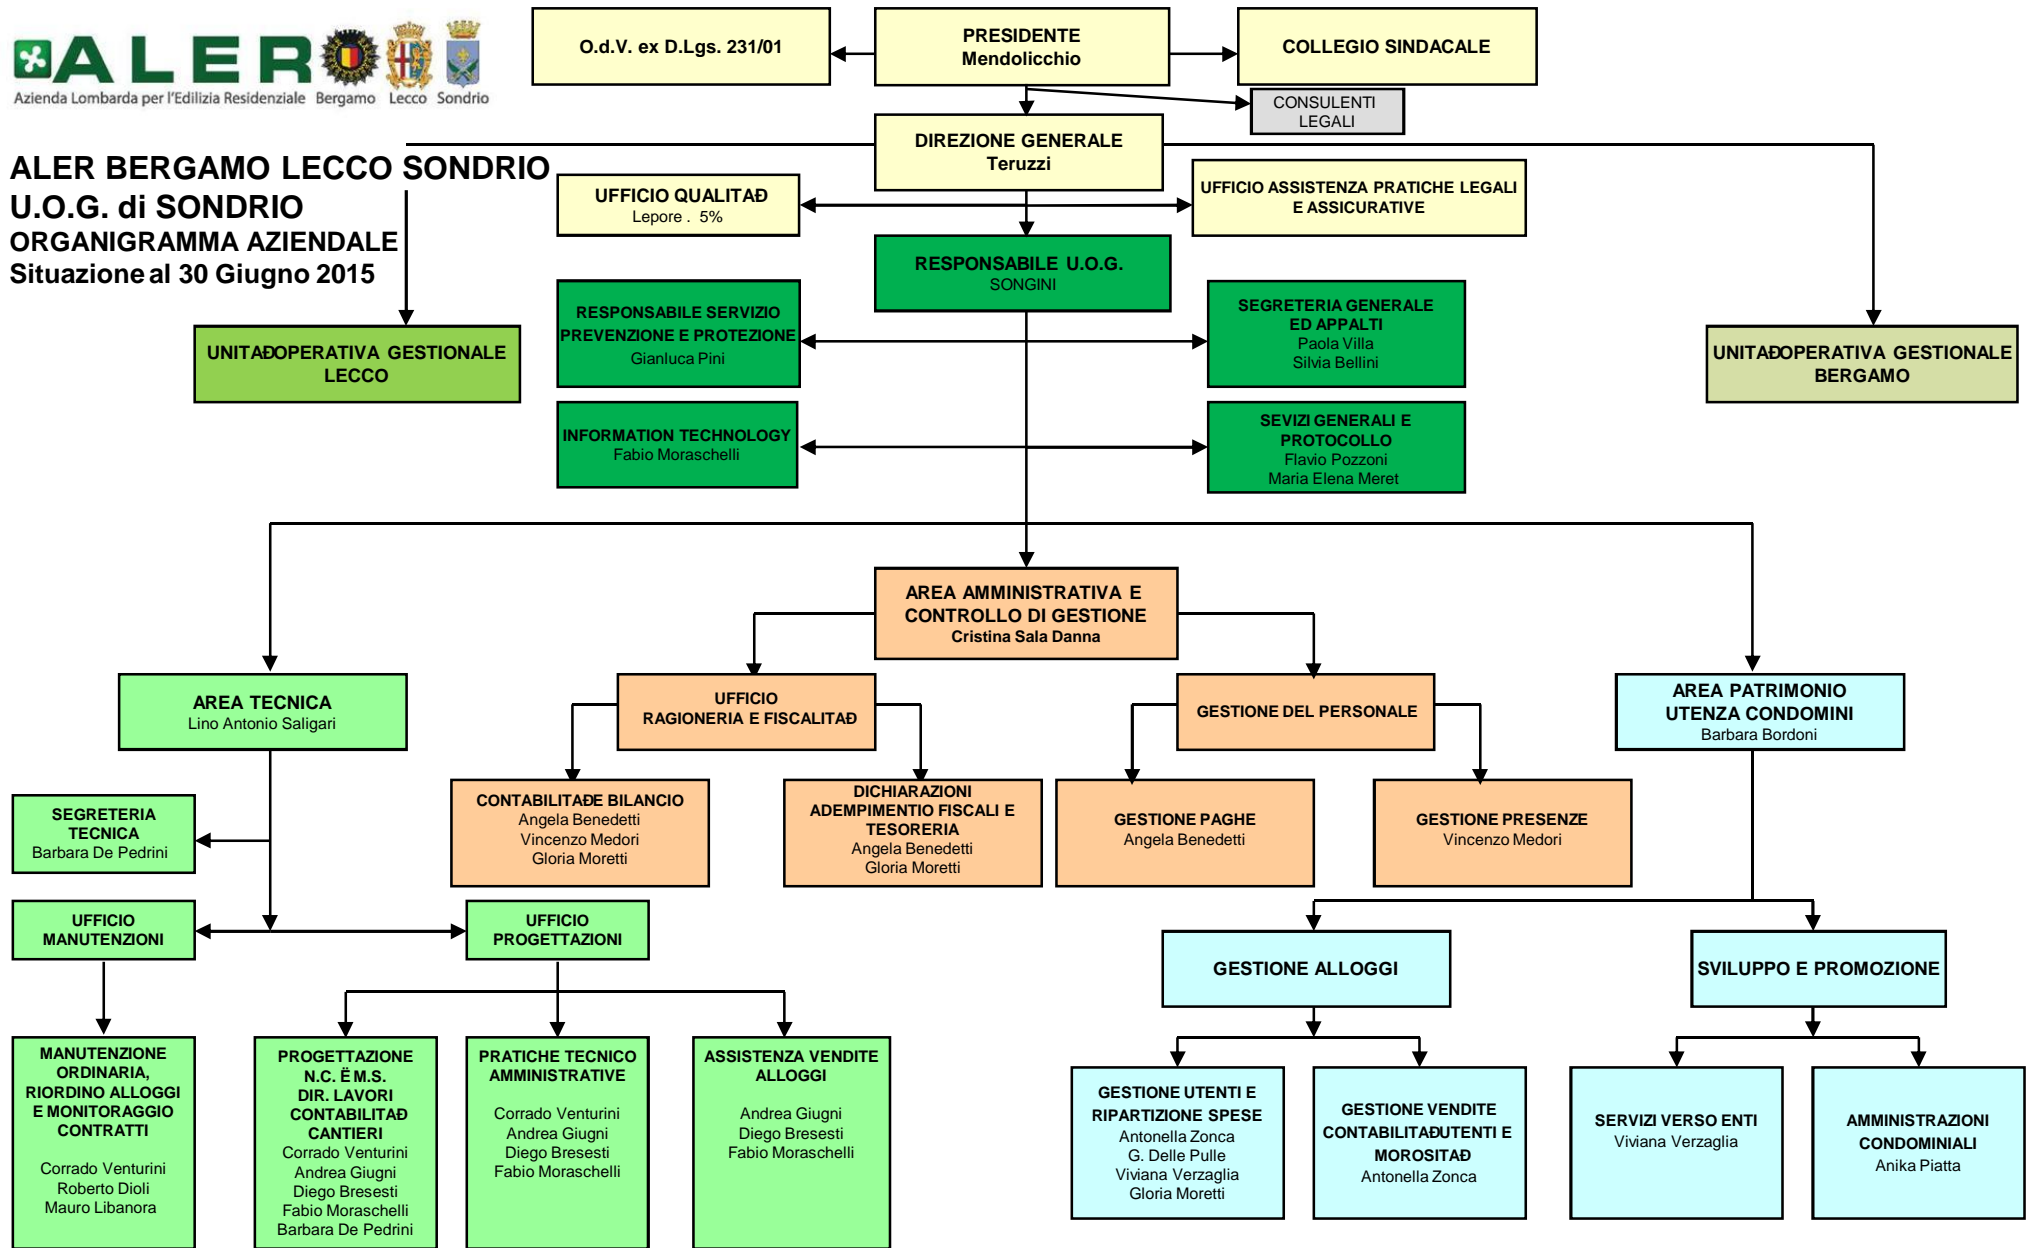 ALER
Azienda Lombarda per l'Edilizia Residenziale Bergamo Lecco Sondrio
O.d.V. ex D.Lgs. 231/01
PRESIDENTE
Mendolicchio
COLLEGIO SINDACALE
CONSULENTI
LEGALI
DIREZIONE GENERALE
Teruzzi
ALER BERGAMO LECCO SONDRIO
U.O.G. di SONDRIO
ORGANIGRAMMA AZIENDALE
Situazione al 30 Giugno 2015
UFFICIO QUALITAÐ
Lepore . 5%
UFFICIO ASSISTENZA PRATICHE LEGALI
E ASSICURATIVE
RESPONSABILE U.O.G.
SONGINI
RESPONSABILE SERVIZIO
PREVENZIONE E PROTEZIONE
Gianluca Pini
SEGRETERIA GENERALE
ED APPALTI
Paola Villa
Silvia Bellini
UNITAÐOPERATIVA GESTIONALE
LECCO
UNITAÐOPERATIVA GESTIONALE
BERGAMO
INFORMATION TECHNOLOGY
Fabio Moraschelli
SEVIZI GENERALI E
PROTOCOLLO
Flavio Pozzoni
Maria Elena Meret
AREA AMMINISTRATIVA E
CONTROLLO DI GESTIONE
Cristina Sala Danna
AREA TECNICA
Lino Antonio Saligari
UFFICIO
RAGIONERIA E FISCALITAÐ
GESTIONE DEL PERSONALE
AREA PATRIMONIO
UTENZA CONDOMINI
Barbara Bordoni
SEGRETERIA
TECNICA
Barbara De Pedrini
CONTABILITAÐE BILANCIO
Angela Benedetti
Vincenzo Medori
Gloria Moretti
DICHIARAZIONI
ADEMPIMENTIO FISCALI E
TESORERIA
Angela Benedetti
Gloria Moretti
GESTIONE PAGHE
Angela Benedetti
GESTIONE PRESENZE
Vincenzo Medori
UFFICIO
MANUTENZIONI
UFFICIO
PROGETTAZIONI
GESTIONE ALLOGGI
SVILUPPO E PROMOZIONE
MANUTENZIONE
ORDINARIA,
RIORDINO ALLOGGI
E MONITORAGGIO
CONTRATTI
Corrado Venturini
Roberto Dioli
Mauro Libanora
PROGETTAZIONE
N.C. Ë M.S.
DIR. LAVORI
CONTABILITAÐ
CANTIERI
Corrado Venturini
Andrea Giugni
Diego Bresesti
Fabio Moraschelli
Barbara De Pedrini
PRATICHE TECNICO
AMMINISTRATIVE
Corrado Venturini
Andrea Giugni
Diego Bresesti
Fabio Moraschelli
ASSISTENZA VENDITE
ALLOGGI
Andrea Giugni
Diego Bresesti
Fabio Moraschelli
GESTIONE UTENTI E
RIPARTIZIONE SPESE
Antonella Zonca
G. Delle Pulle
Viviana Verzaglia
Gloria Moretti
GESTIONE VENDITE
CONTABILITAÐUTENTI E
MOROSITAÐ
Antonella Zonca
SERVIZI VERSO ENTI
Viviana Verzaglia
AMMINISTRAZIONI
CONDOMINIALI
Anika Piatta